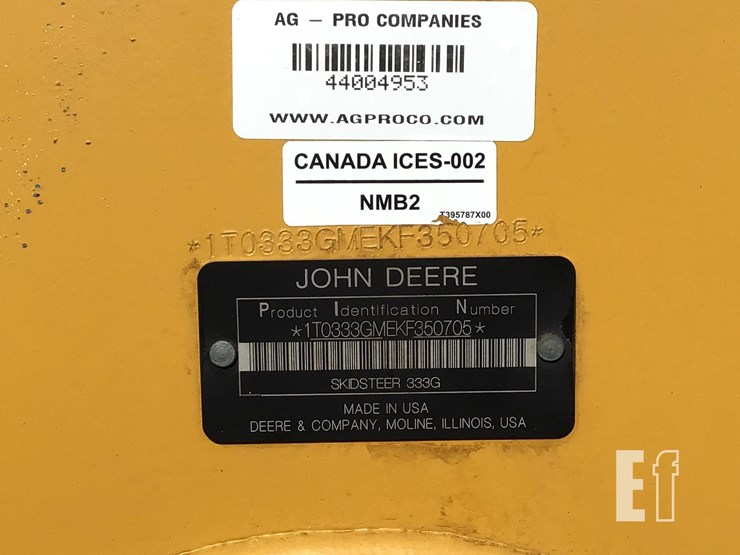 AG – PRO COMPANIES
44004953
WWW.AGPROCO.COM
CANADA ICES-002
NMB2
T395787X00
*1T0333GMEKF350705*
JOHN DEERE
Product Identification Number
*1T0333GMEKF350705*
SKIDSTEER 333G
MADE IN USA
DEERE & COMPANY, MOLINE, ILLINOIS, USA
Ef